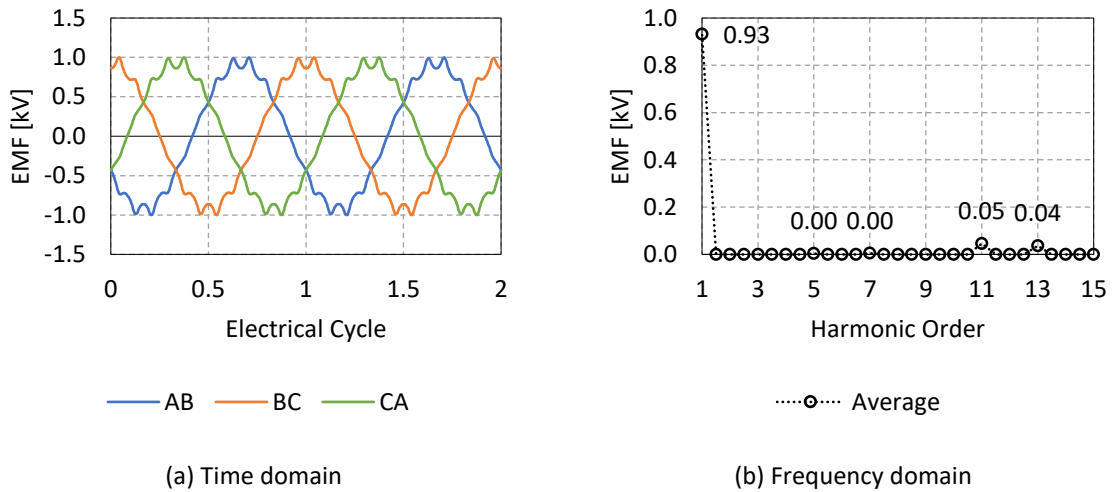 1.5
1.0
0.5
0.0
-0.5
-1.0
-1.5
EMF [kV]
0 0.5 1 1.5 2
Electrical Cycle
AB BC CA
(a) Time domain
1.0
0.8
0.6
0.4
0.2
0.0
EMF [kV]
0.93
0.00 0.00 0.05 0.04
1 3 5 7 9 11 13 15
Harmonic Order
Average
(b) Frequency domain